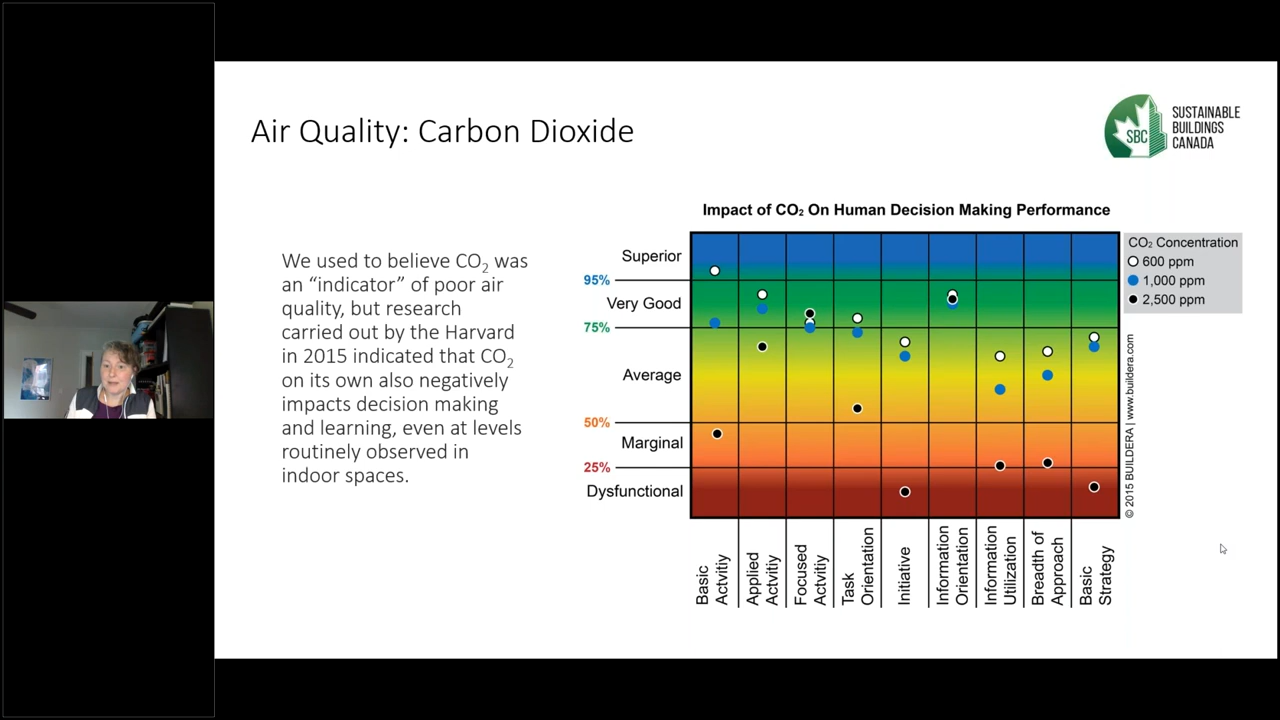 Air Quality: Carbon Dioxide
SBC
SUSTAINABLE
BUILDINGS
CANADA
We used to believe CO₂ was
an “indicator” of poor air
quality, but research
carried out by the Harvard
in 2015 indicated that CO₂
on its own also negatively
impacts decision making
and learning, even at levels
routinely observed in
indoor spaces.
Impact of CO₂ On Human Decision Making Performance
Superior
95%
Very Good
75%
Average
50%
Marginal
25%
Dysfunctional
CO₂ Concentration
600 ppm
1,000 ppm
2,500 ppm
© 2015 BUILDERA | www.buildera.com
Basic
Actvitiy
Applied
Actvitiy
Focused
Actvitiy
Task
Orientation
Initiative
Information
Orientation
Information
Utilization
Breadth of
Approach
Basic
Strategy